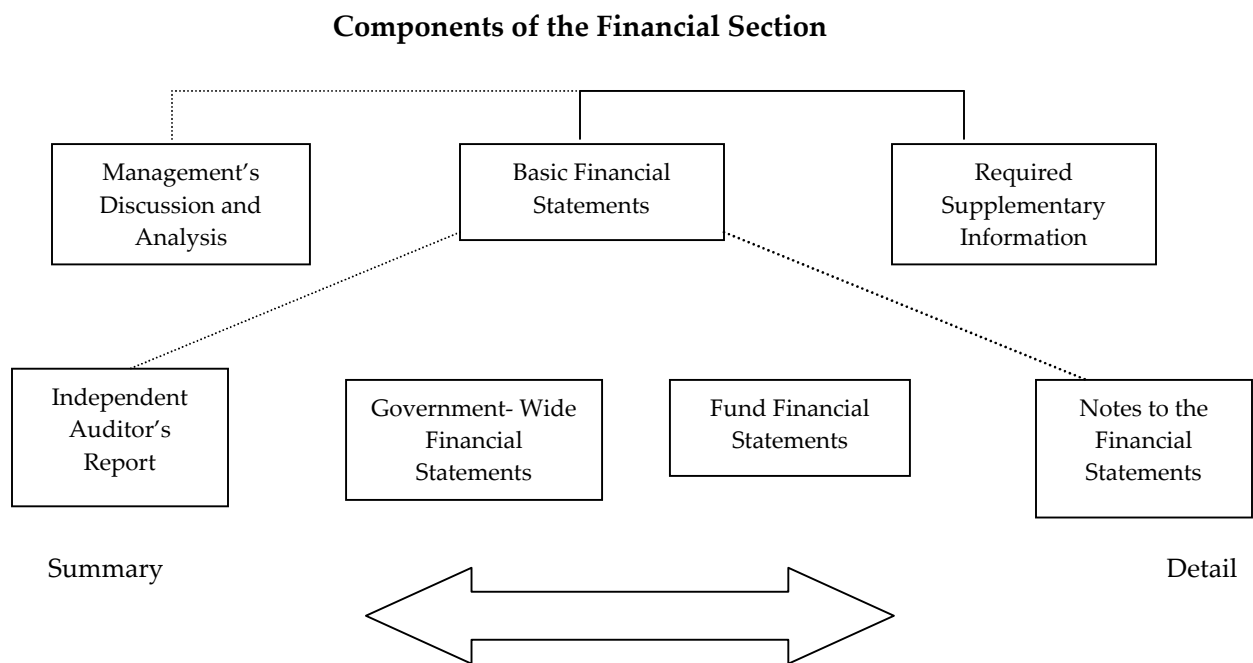 Components of the Financial Section
Management’s
Discussion and
Analysis
Basic Financial
Statements
Required
Supplementary
Information
Independent
Auditor’s
Report
Government- Wide
Financial
Statements
Fund Financial
Statements
Notes to the
Financial
Statements
Summary
Detail